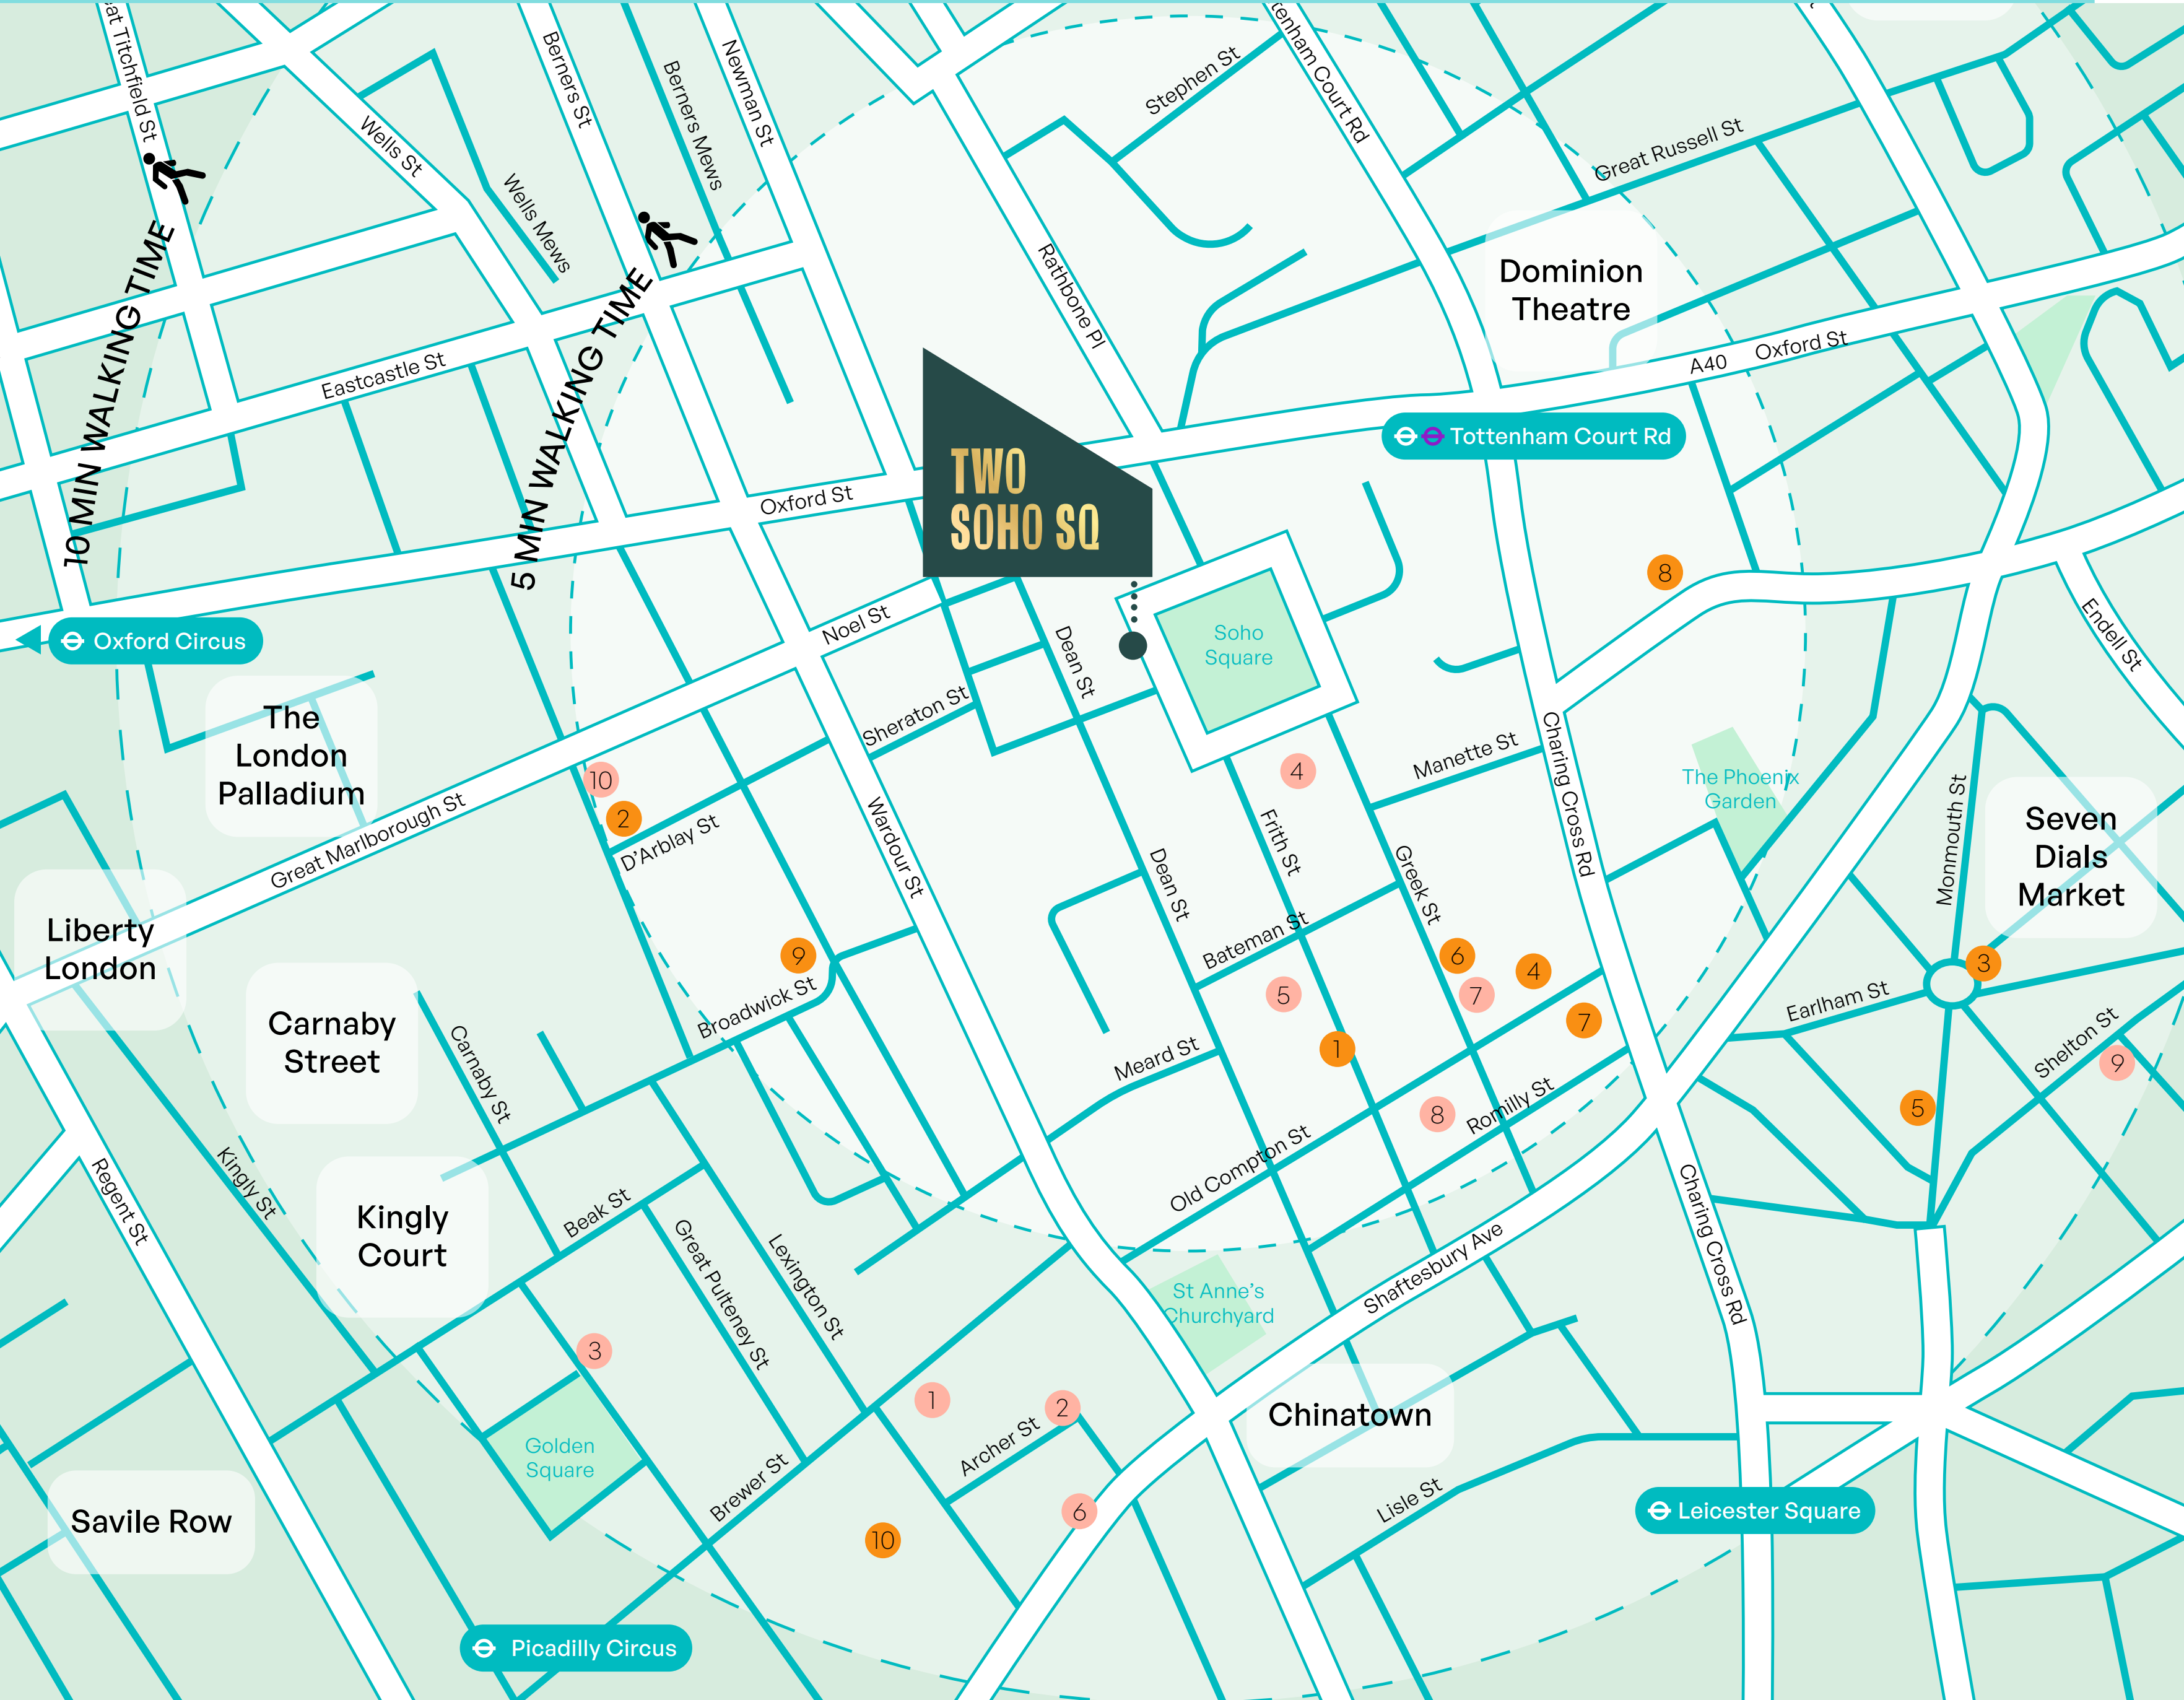 at Titchfield St
Wells St
Wells Mews
Berners St
Berners Mews
Newman St
Stephen St
tenham Court Rd
Great Russell St
Rathbone Pl
Dominion
Theatre
A40
Oxford St
10 MIN WALKING TIME
5 MIN WALKING TIME
Eastcastle St
Oxford St
TWO
SOHO SQ
Tottenham Court Rd
8
Endell St
Oxford Circus
Noel St
Dean St
Soho
Square
The
London
Palladium
Sheraton St
Manette St
Charing Cross Rd
The Phoenix
Garden
Monmouth St
Seven
Dials
Market
10
2
D'Arblay St
Great Marlborough St
Wardour St
4
Frith St
Greek St
Dean St
Liberty
London
Carnaby
Street
Carnaby St
9
Broadwick St
Bateman St
5
6
7
4
7
1
3
Earlham St
Shelton St
9
5
Meard St
8
Romilly St
Old Compton St
Kingly St
Regent St
Kingly
Court
Beak St
Great Pulteney St
Lexington St
St Anne's
Churchyard
Shaftesbury Ave
Charing Cross Rd
3
1
2
Archer St
Chinatown
Golden
Square
Brewer St
Lisle St
Savile Row
10
6
Leicester Square
Picadilly Circus